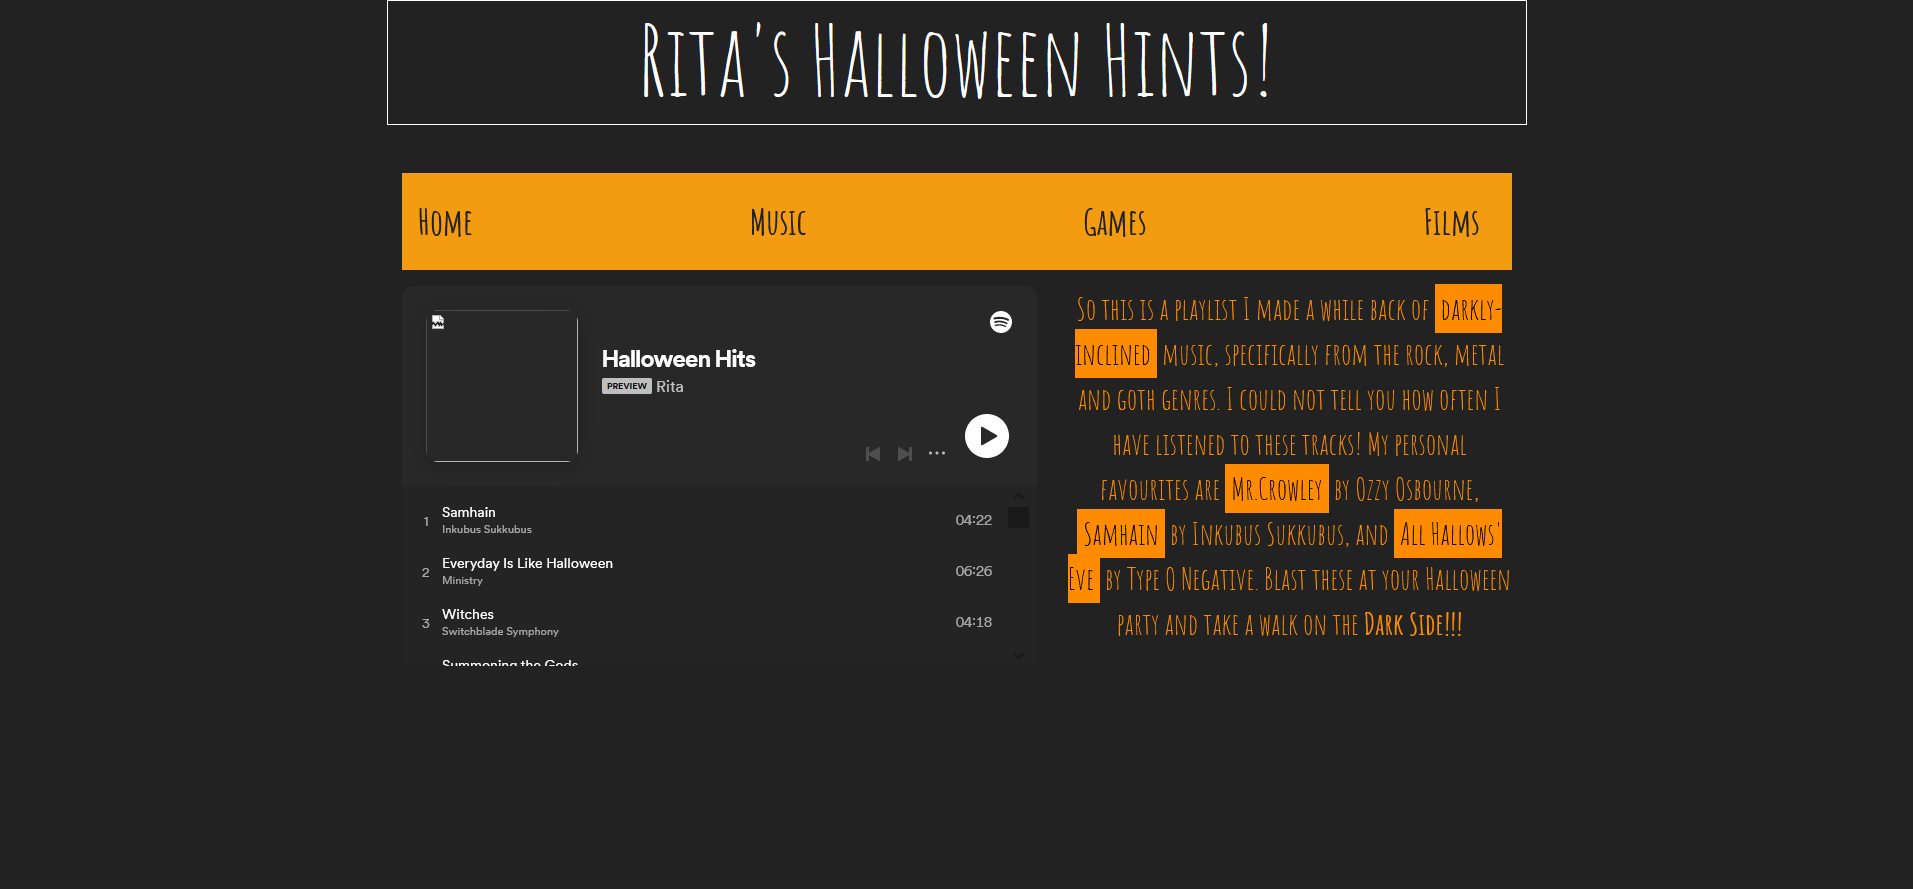 Rita's Halloween Hints!
Home
Music
Games
Films
Halloween Hits
PREVIEW Rita
1 Samhain 04:22
Inkubus Sukkubus
2 Everyday Is Like Halloween 06:26
Ministry
3 Witches 04:18
Switchblade Symphony
Summoning the Gods
So this is a playlist I made a while back of darkly-
inclined music, specifically from the rock, metal
and goth genres. I could not tell you how often I
have listened to these tracks! My personal
favourites are Mr.Crowley by Ozzy Osbourne,
Samhain by Inkubus Sukkubus, and All Hallows'
Eve by Type O Negative. Blast these at your Halloween
party and take a walk on the Dark Side!!!